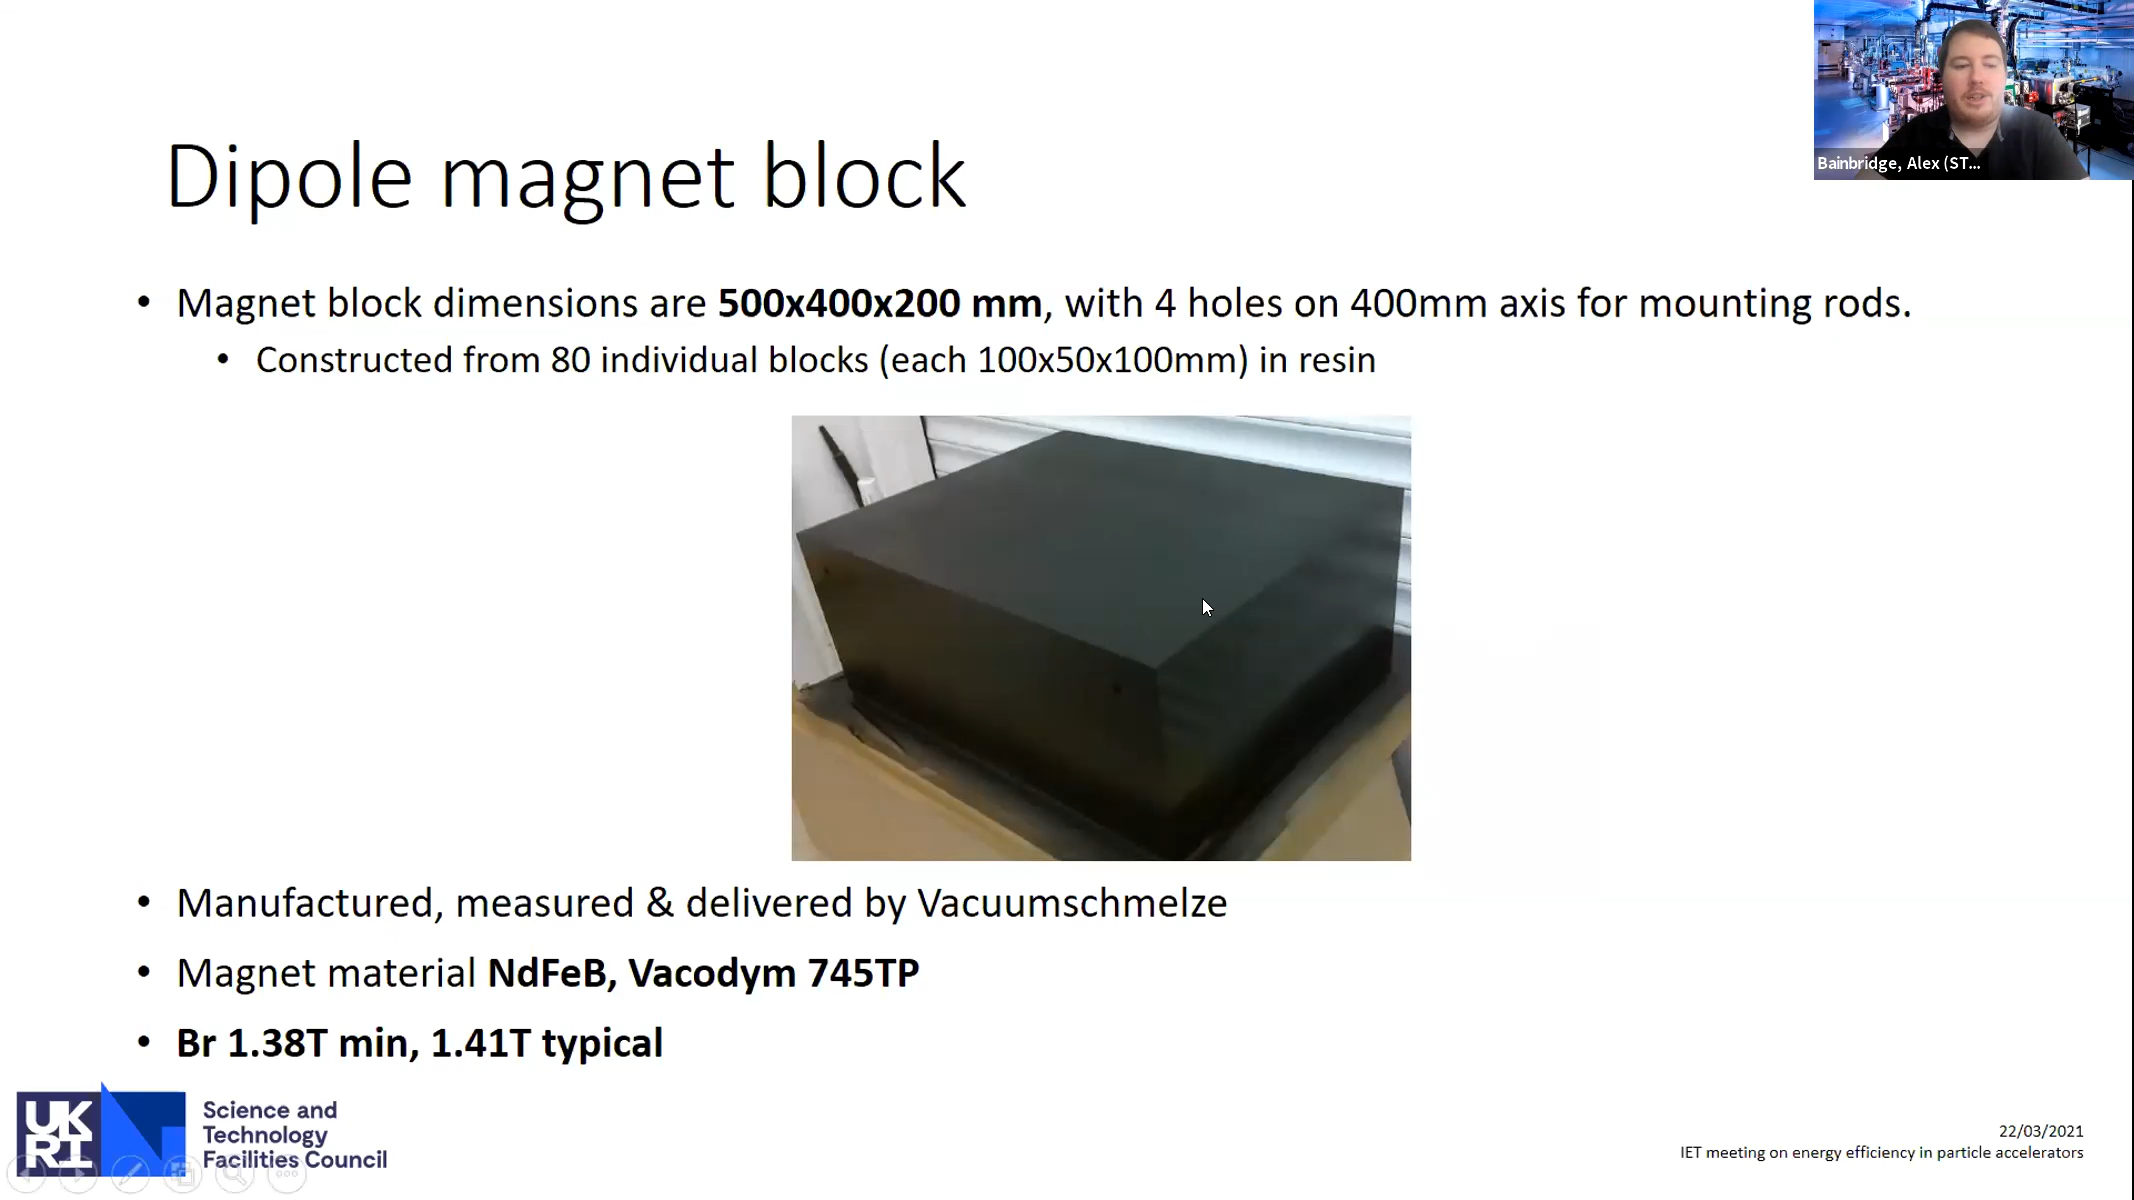 Bainbridge, Alex (ST...
Dipole magnet block
• Magnet block dimensions are 500x400x200 mm, with 4 holes on 400mm axis for mounting rods.
• Constructed from 80 individual blocks (each 100x50x100mm) in resin
• Manufactured, measured & delivered by Vacuumschmelze
• Magnet material NdFeB, Vacodym 745TP
• Br 1.38T min, 1.41T typical
UK
RI
Science and
Technology
Facilities Council
22/03/2021
IET meeting on energy efficiency in particle accelerators